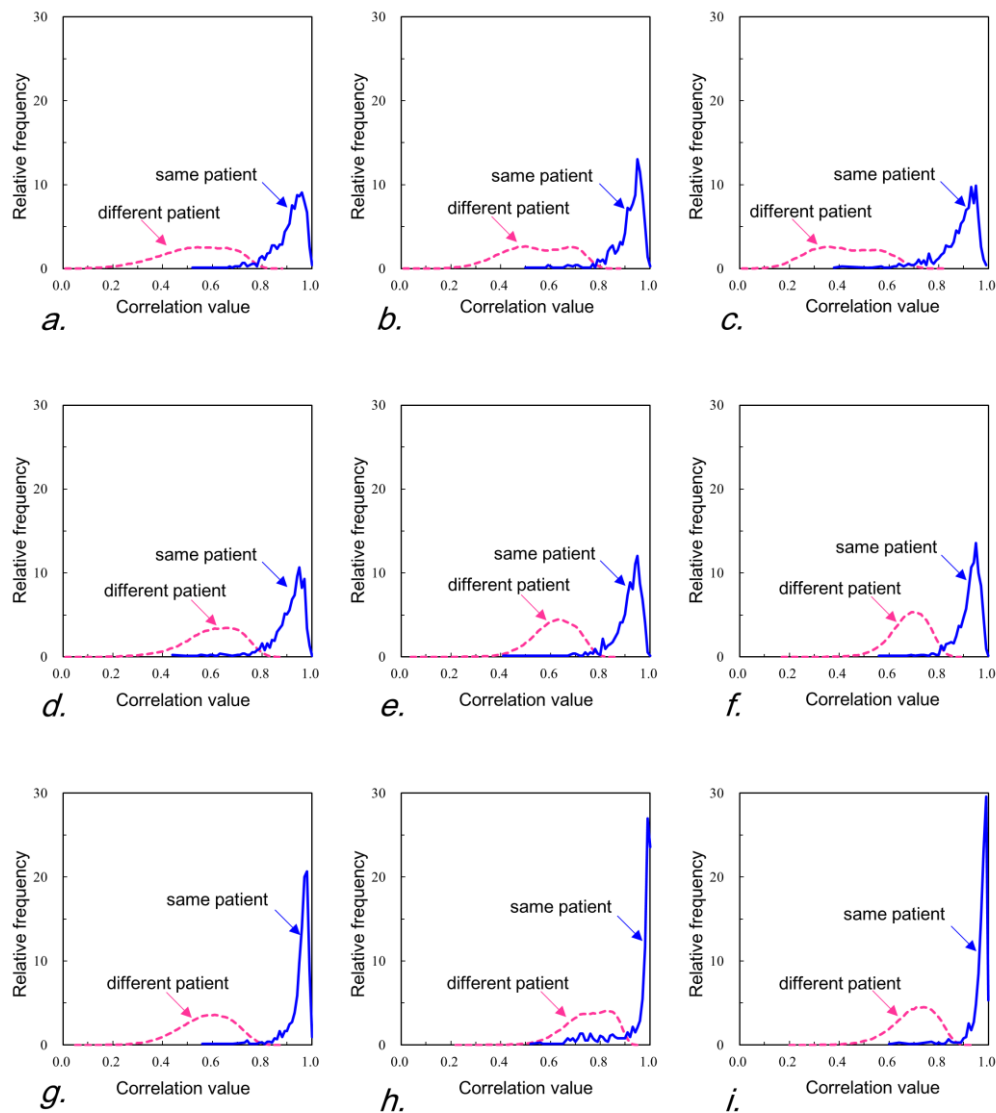 30
20
10
0
Relative frequency
same patient
different patient
0.0 0.2 0.4 0.6 0.8 1.0
Correlation value
a.
30
20
10
0
Relative frequency
same patient
different patient
0.0 0.2 0.4 0.6 0.8 1.0
Correlation value
b.
30
20
10
0
Relative frequency
same patient
different patient
0.0 0.2 0.4 0.6 0.8 1.0
Correlation value
c.
30
20
10
0
Relative frequency
same patient
different patient
0.0 0.2 0.4 0.6 0.8 1.0
Correlation value
d.
30
20
10
0
Relative frequency
same patient
different patient
0.0 0.2 0.4 0.6 0.8 1.0
Correlation value
e.
30
20
10
0
Relative frequency
same patient
different patient
0.0 0.2 0.4 0.6 0.8 1.0
Correlation value
f.
30
20
10
0
Relative frequency
same patient
different patient
0.0 0.2 0.4 0.6 0.8 1.0
Correlation value
g.
30
20
10
0
Relative frequency
same patient
different patient
0.0 0.2 0.4 0.6 0.8 1.0
Correlation value
h.
30
20
10
0
Relative frequency
same patient
different patient
0.0 0.2 0.4 0.6 0.8 1.0
Correlation value
i.